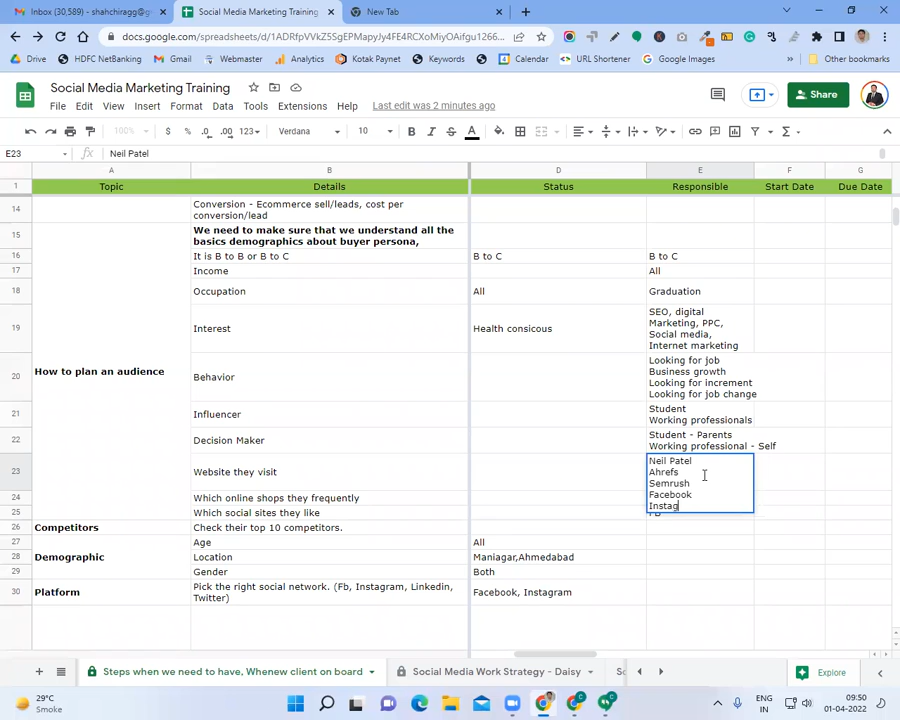 Inbox (30,589) - shahchiragg@g
Social Media Marketing Training
New Tab
docs.google.com/spreadsheets/d/1ADRfpVVkZ5SgEPMapyJy4FE4RCXoMiyOAifgu1266...
Drive
HDFC NetBanking
Gmail
Webmaster
Analytics
Kotak Paynet
Keywords
Calendar
URL Shortener
Google Images
Other bookmarks
Social Media Marketing Training
Share
File Edit View Insert Format Data Tools Extensions Help Last edit was 2 minutes ago
100% $ % .0 .00 123 Verdana 10 B I S A
E23 fx Neil Patel
A B D E F G
1 Topic Details Status Responsible Start Date Due Date
14 Conversion - Ecommerce sell/leads, cost per
conversion/lead
15 We need to make sure that we understand all the
basics demographics about buyer persona,
16 It is B to B or B to C B to C B to C
17 Income All
18 Occupation All Graduation
19 Interest Health consicous SEO, digital
Marketing, PPC,
Social media,
Internet marketing
How to plan an audience
20 Behavior Looking for job
Business growth
Looking for increment
Looking for job change
21 Influencer Student
Working professionals
22 Decision Maker Student - Parents
Working professional - Self
23 Website they visit Neil Patel
Ahrefs
Semrush
Facebook
Instag
24 Which online shops they frequently
25 Which social sites they like
26 Competitors Check their top 10 competitors.
27 Age All
28 Demographic Location Maniagar,Ahmedabad
29 Gender Both
30 Platform Pick the right social network. (Fb, Instagram, Linkedin,
Twitter) Facebook, Instagram
Steps when we need to have, Whenew client on board
Social Media Work Strategy - Daisy
Explore
29°C
Smoke
ENG
IN
09:50
01-04-2022